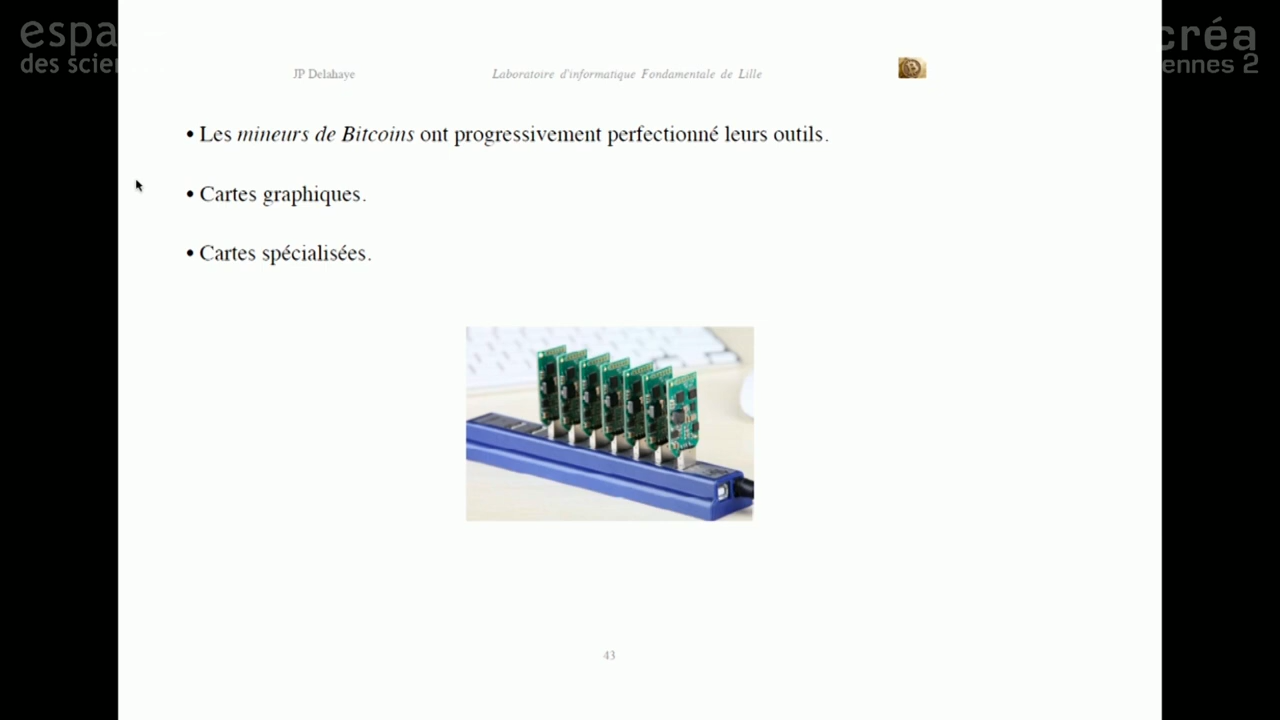 espa
des scie
créa
ennes 2
JP Delahaye
Laboratoire d'informatique Fondamentale de Lille
• Les mineurs de Bitcoins ont progressivement perfectionné leurs outils.
• Cartes graphiques.
• Cartes spécialisées.
43